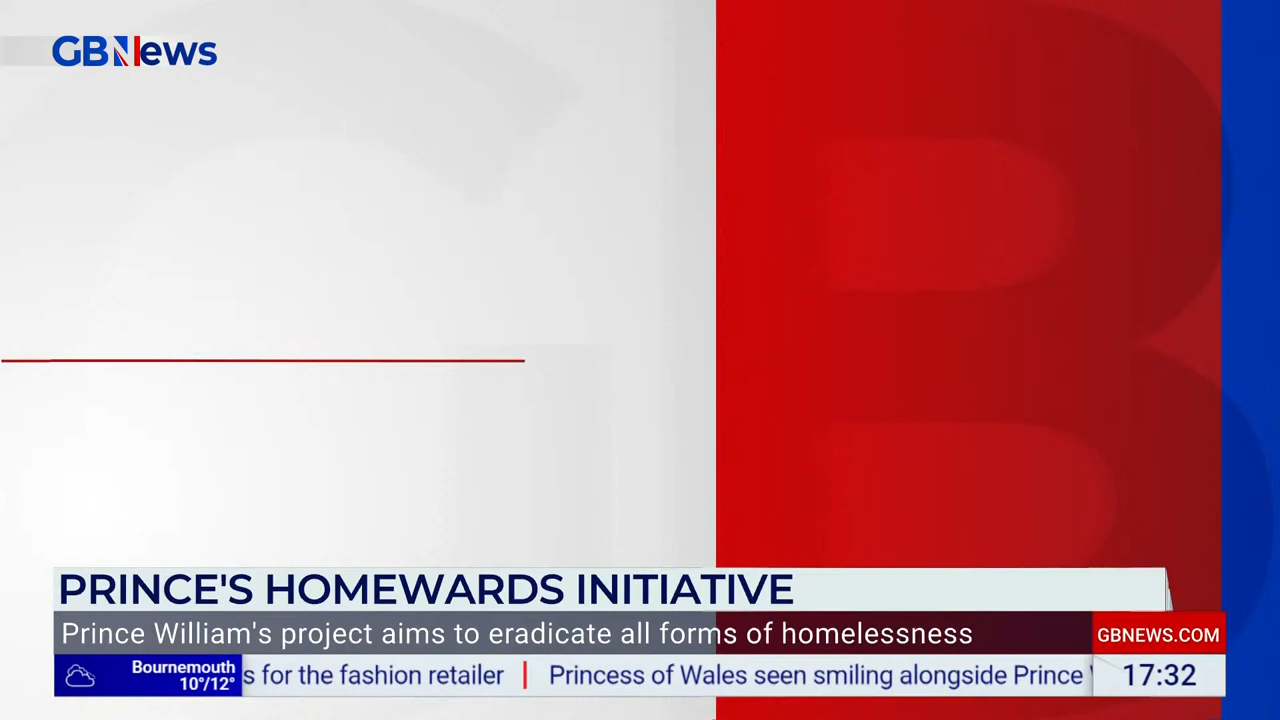 GBNews
PRINCE'S HOMEWARDS INITIATIVE
Prince William's project aims to eradicate all forms of homelessness
GBNEWS.COM
Bournemouth
10°/12°
s for the fashion retailer | Princess of Wales seen smiling alongside Prince
17:32